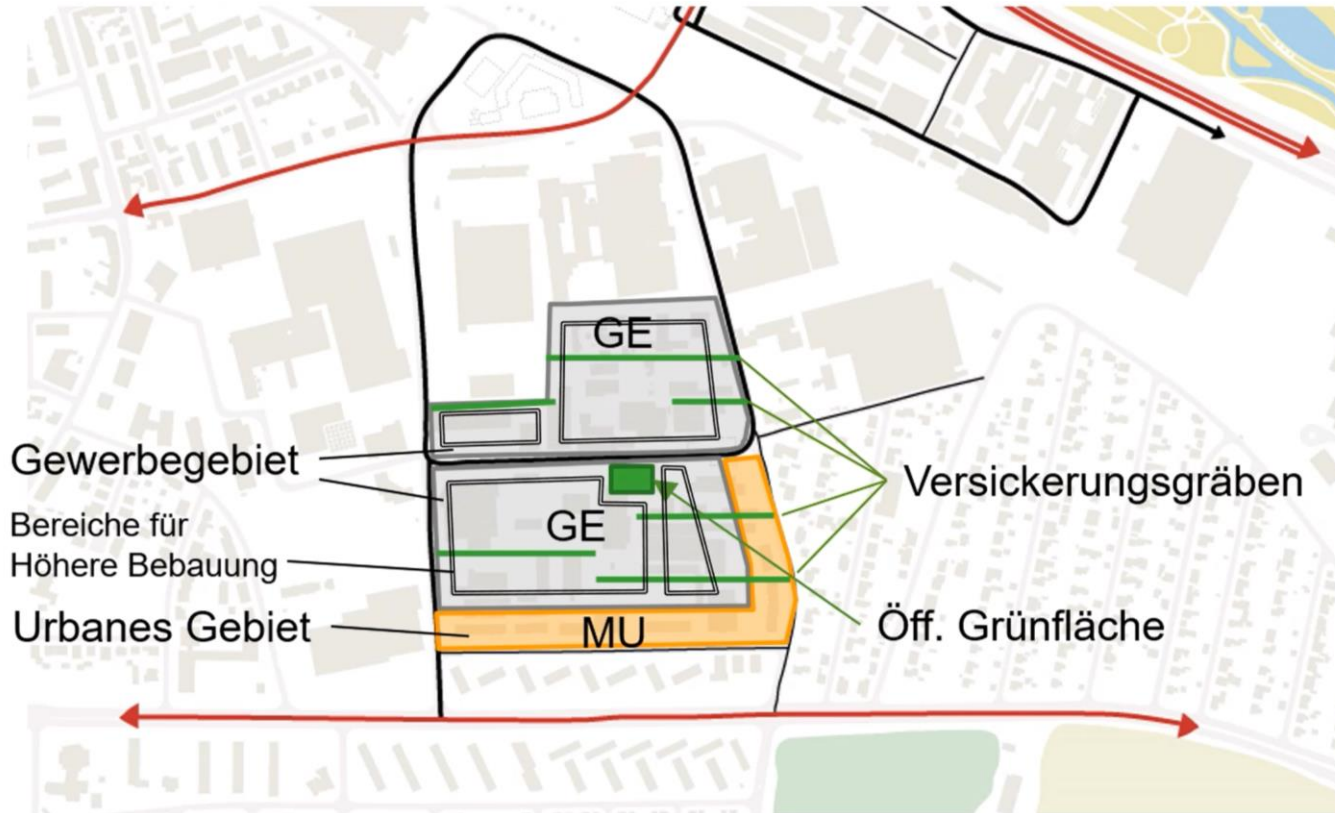 GE
Gewerbegebiet
Versickerungsgräben
Bereiche für
Höhere Bebauung
GE
Urbanes Gebiet
MU
Öff. Grünfläche